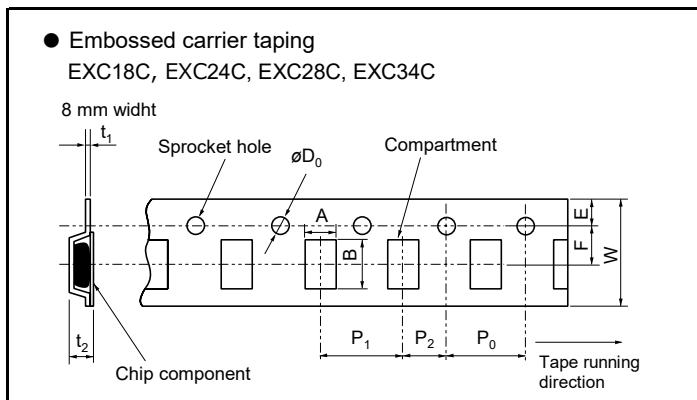 ● Embossed carrier taping
EXC18C, EXC24C, EXC28C, EXC34C
8 mm widht
t₁
Sprocket hole
øD₀
Compartment
A
B
E
F
W
t₂
P₁
P₂
P₀
Chip component
Tape running
direction